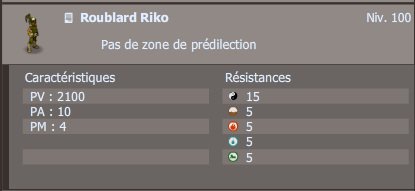 Roublard Riko Niv. 100
Pas de zone de prédilection
Caractéristiques Résistances
PV : 2100 15
PA : 10 5
PM : 4 5
5
5